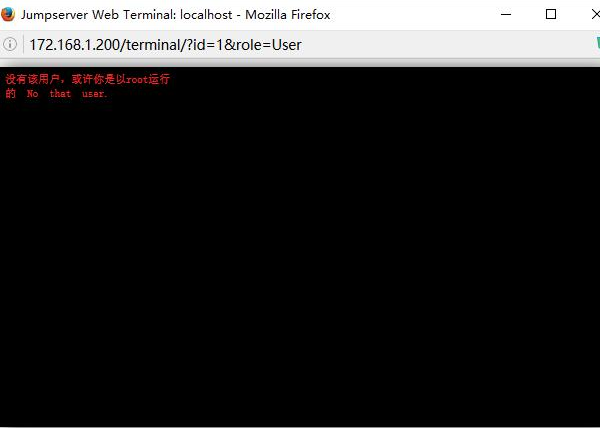 Jumpserver Web Terminal: localhost - Mozilla Firefox
172.168.1.200/terminal/?id=1&role=User
没有该用户，或许你是以root运行
的 No that user.